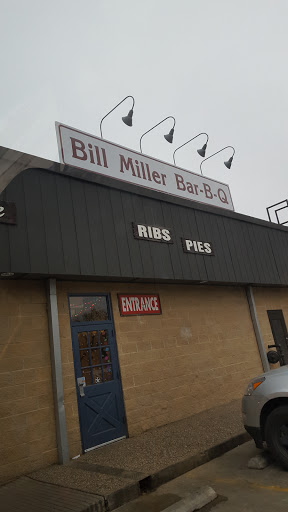 Bill Miller Bar-B-Q
RIBS
PIES
ENTRANCE